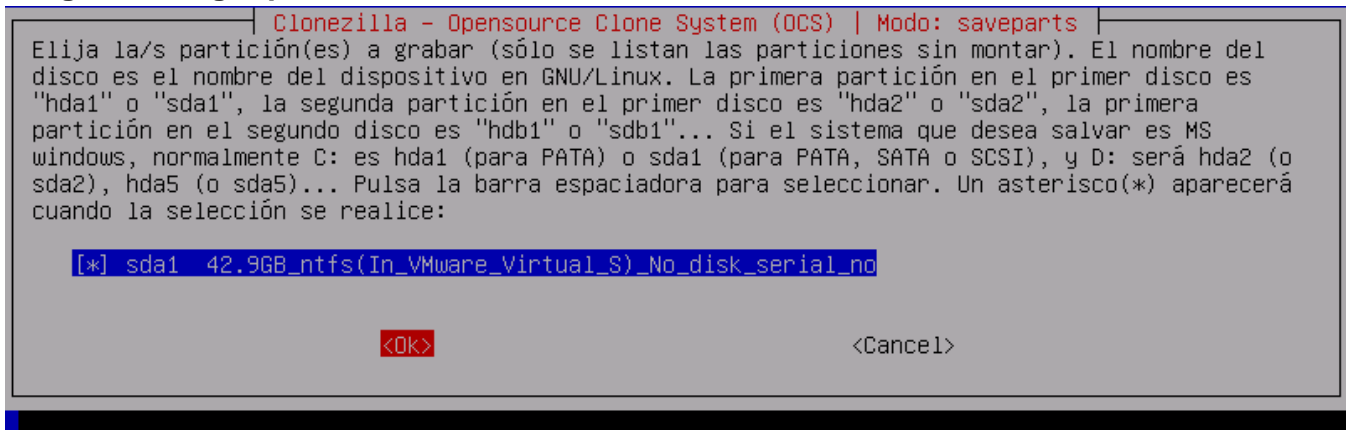 Clonezilla - Opensource Clone System (OCS) | Modo: saveparts
Elija la/s partición(es) a grabar (sólo se listan las particiones sin montar). El nombre del
disco es el nombre del dispositivo en GNU/Linux. La primera partición en el primer disco es
"hda1" o "sda1", la segunda partición en el primer disco es "hda2" o "sda2", la primera
partición en el segundo disco es "hdb1" o "sdb1"... Si el sistema que desea salvar es MS
windows, normalmente C: es hda1 (para PATA) o sda1 (para PATA, SATA o SCSI), y D: será hda2 (o
sda2), hda5 (o sda5)... Pulsa la barra espaciadora para seleccionar. Un asterisco(*) aparecerá
cuando la selección se realice:
[*] sda1 42.9GB_ntfs(In_VMware_Virtual_S)_No_disk_serial_no
<Ok> <Cancel>